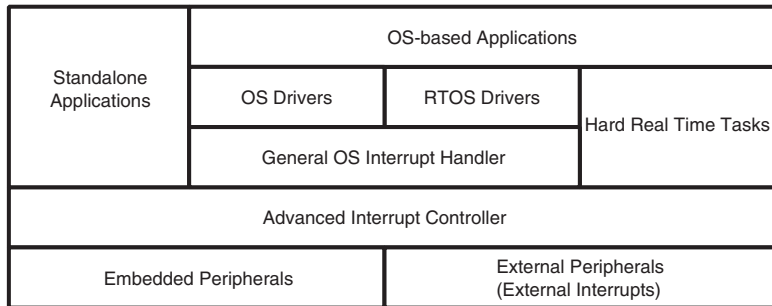 OS-based Applications
Standalone
Applications
OS Drivers
RTOS Drivers
Hard Real Time Tasks
General OS Interrupt Handler
Advanced Interrupt Controller
Embedded Peripherals
External Peripherals
(External Interrupts)